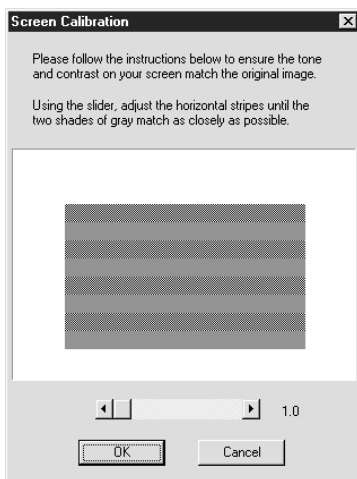 Screen Calibration
Please follow the instructions below to ensure the tone
and contrast on your screen match the original image.
Using the slider, adjust the horizontal stripes until the
two shades of gray match as closely as possible.
1.0
OK
Cancel